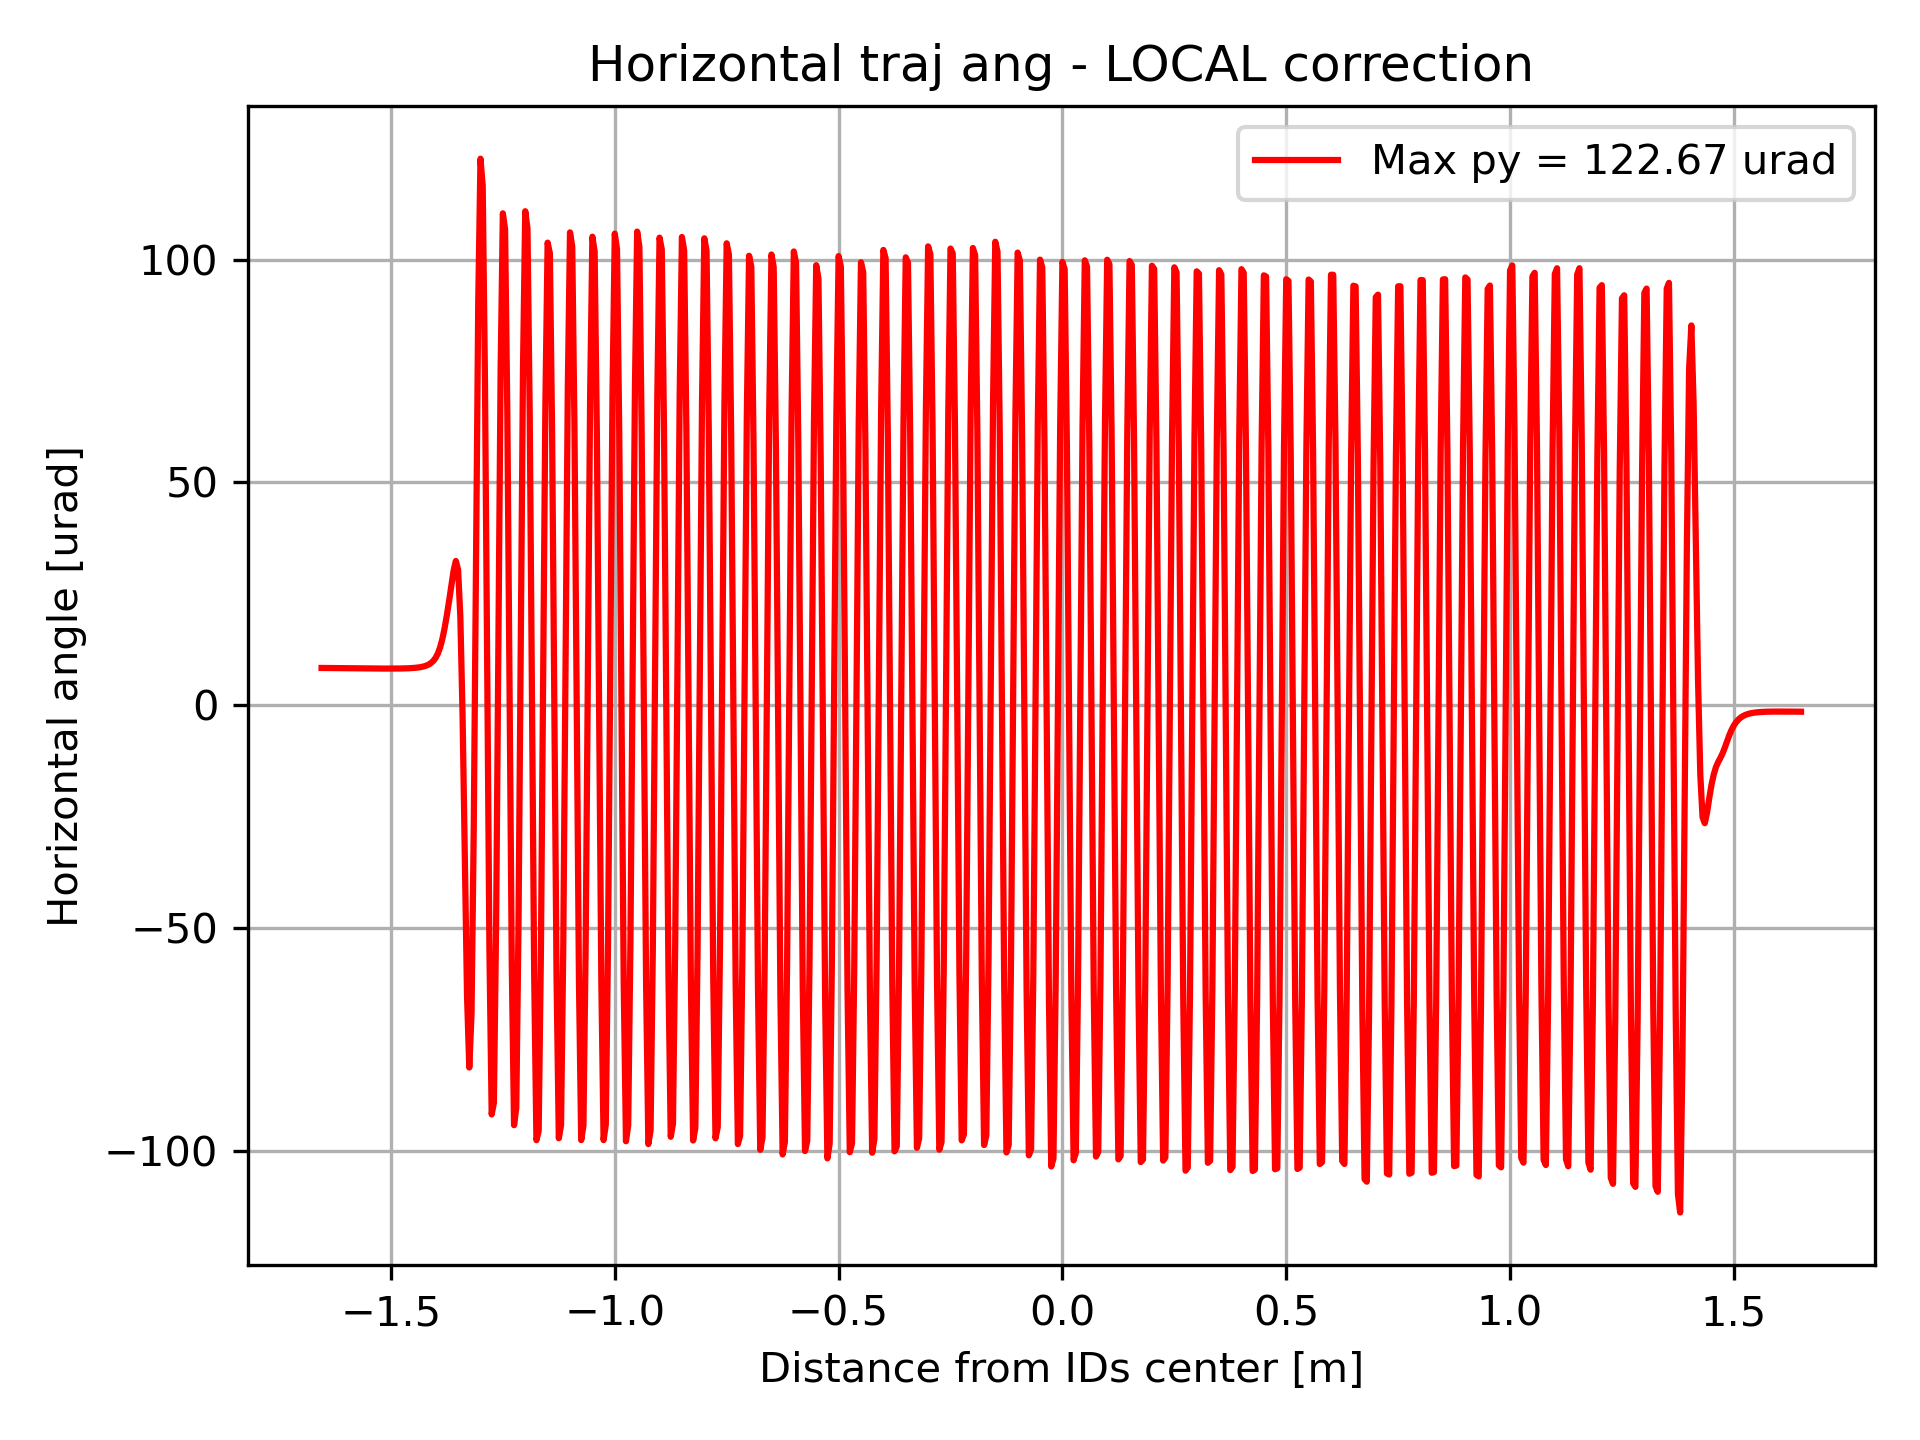 Horizontal traj ang - LOCAL correction
Max py = 122.67 urad
Horizontal angle [urad]
100
50
0
−50
−100
−1.5 −1.0 −0.5 0.0 0.5 1.0 1.5
Distance from IDs center [m]